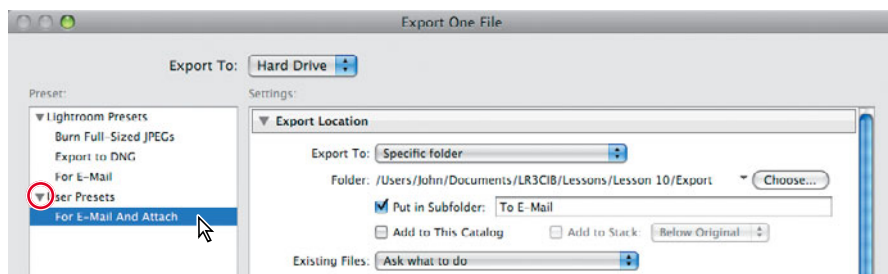 Export One File
Export To: Hard Drive
Preset:
Settings:
Lightroom Presets
Burn Full-Sized JPEGs
Export to DNG
For E-Mail
User Presets
For E-Mail And Attach
Export Location
Export To: Specific folder
Folder: /Users/John/Documents/LR3CIB/Lessons/Lesson 10/Export Choose...
Put in Subfolder: To E-Mail
Add to This Catalog Add to Stack: Below Original
Existing Files: Ask what to do